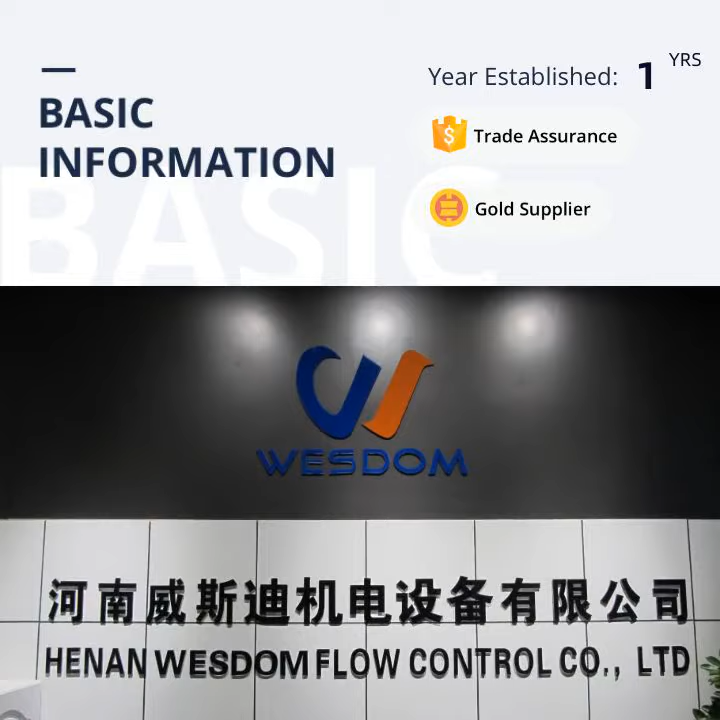 BASIC
INFORMATION
Year Established: 1 YRS
Trade Assurance
Gold Supplier
BASIC
WESDOM
河南威斯迪机电设备有限公司
HENAN WESDOM FLOW CONTROL CO., LTD